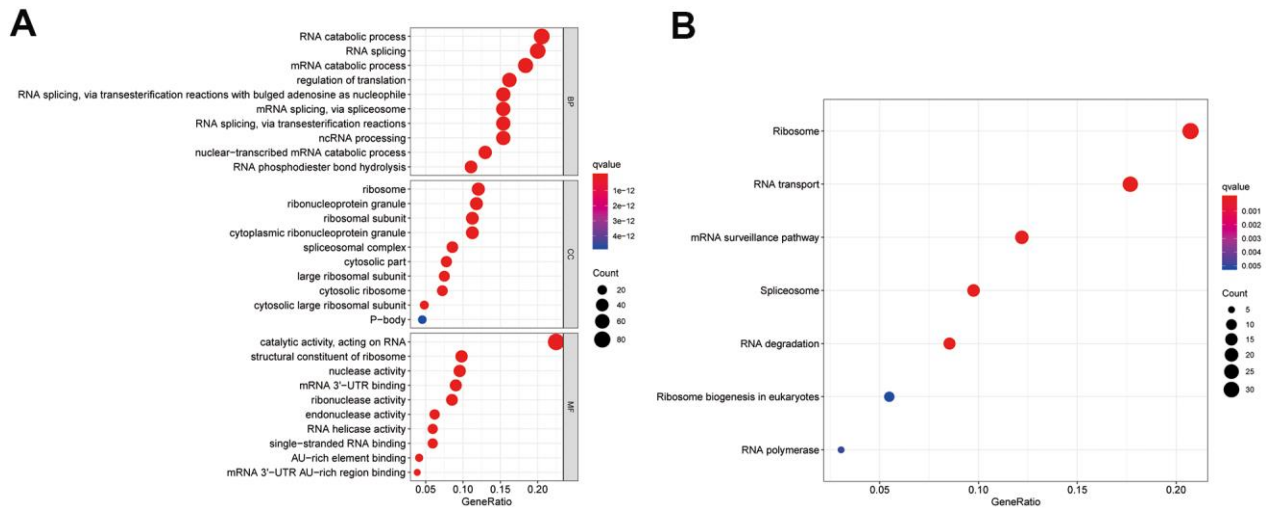 A
RNA catabolic process
RNA splicing
mRNA catabolic process
regulation of translation
RNA splicing, via transesterification reactions with bulged adenosine as nucleophile
mRNA splicing, via spliceosome
RNA splicing, via transesterification reactions
ncRNA processing
nuclear-transcribed mRNA catabolic process
RNA phosphodiester bond hydrolysis
BP
ribosome
ribonucleoprotein granule
ribosomal subunit
cytoplasmic ribonucleoprotein granule
spliceosomal complex
cytosolic part
large ribosomal subunit
cytosolic ribosome
cytosolic large ribosomal subunit
P-body
CC
catalytic activity, acting on RNA
structural constituent of ribosome
nuclease activity
mRNA 3'-UTR binding
ribonuclease activity
endonuclease activity
RNA helicase activity
single-stranded RNA binding
AU-rich element binding
mRNA 3'-UTR AU-rich region binding
MF
0.05 0.10 0.15 0.20
GeneRatio
qvalue
1e-12
2e-12
3e-12
4e-12
Count
20
40
60
80
B
Ribosome
RNA transport
mRNA surveillance pathway
Spliceosome
RNA degradation
Ribosome biogenesis in eukaryotes
RNA polymerase
0.05 0.10 0.15 0.20
GeneRatio
qvalue
0.001
0.002
0.003
0.004
0.005
Count
5
10
15
20
25
30